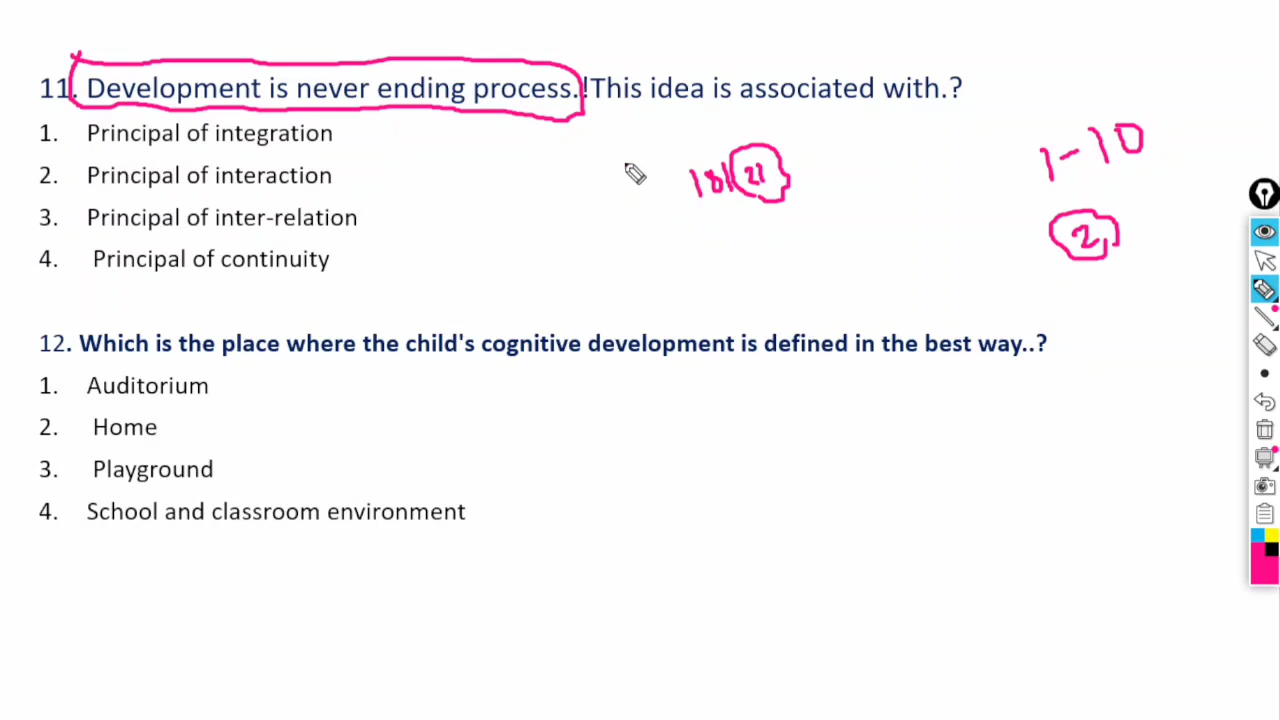 11. Development is never ending process.!This idea is associated with.?
1. Principal of integration
2. Principal of interaction
3. Principal of inter-relation
4. Principal of continuity
1-10
18 21
2,
12. Which is the place where the child's cognitive development is defined in the best way..?
1. Auditorium
2. Home
3. Playground
4. School and classroom environment